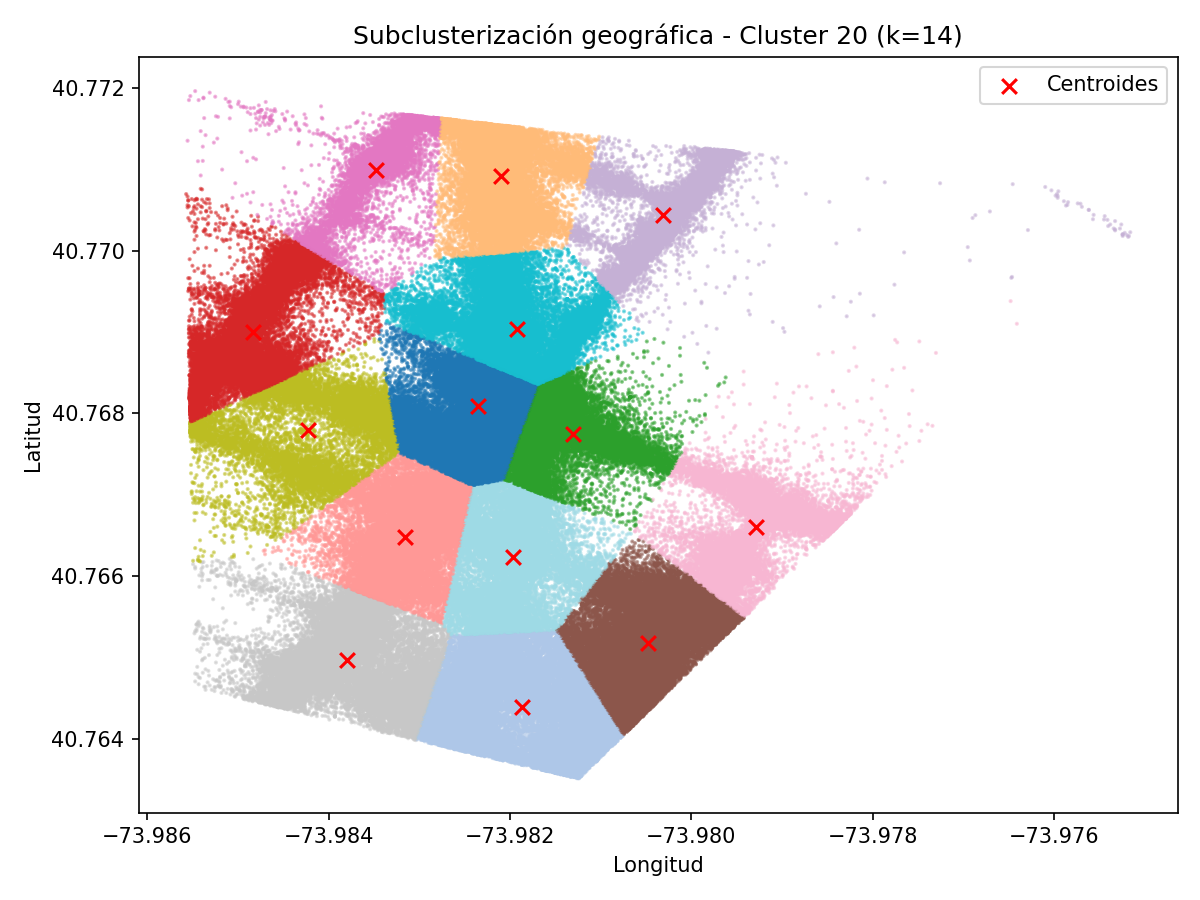 Subclusterización geográfica - Cluster 20 (k=14)
Centroides
40.772
40.770
40.768
40.766
40.764
Latitud
−73.986 −73.984 −73.982 −73.980 −73.978 −73.976
Longitud